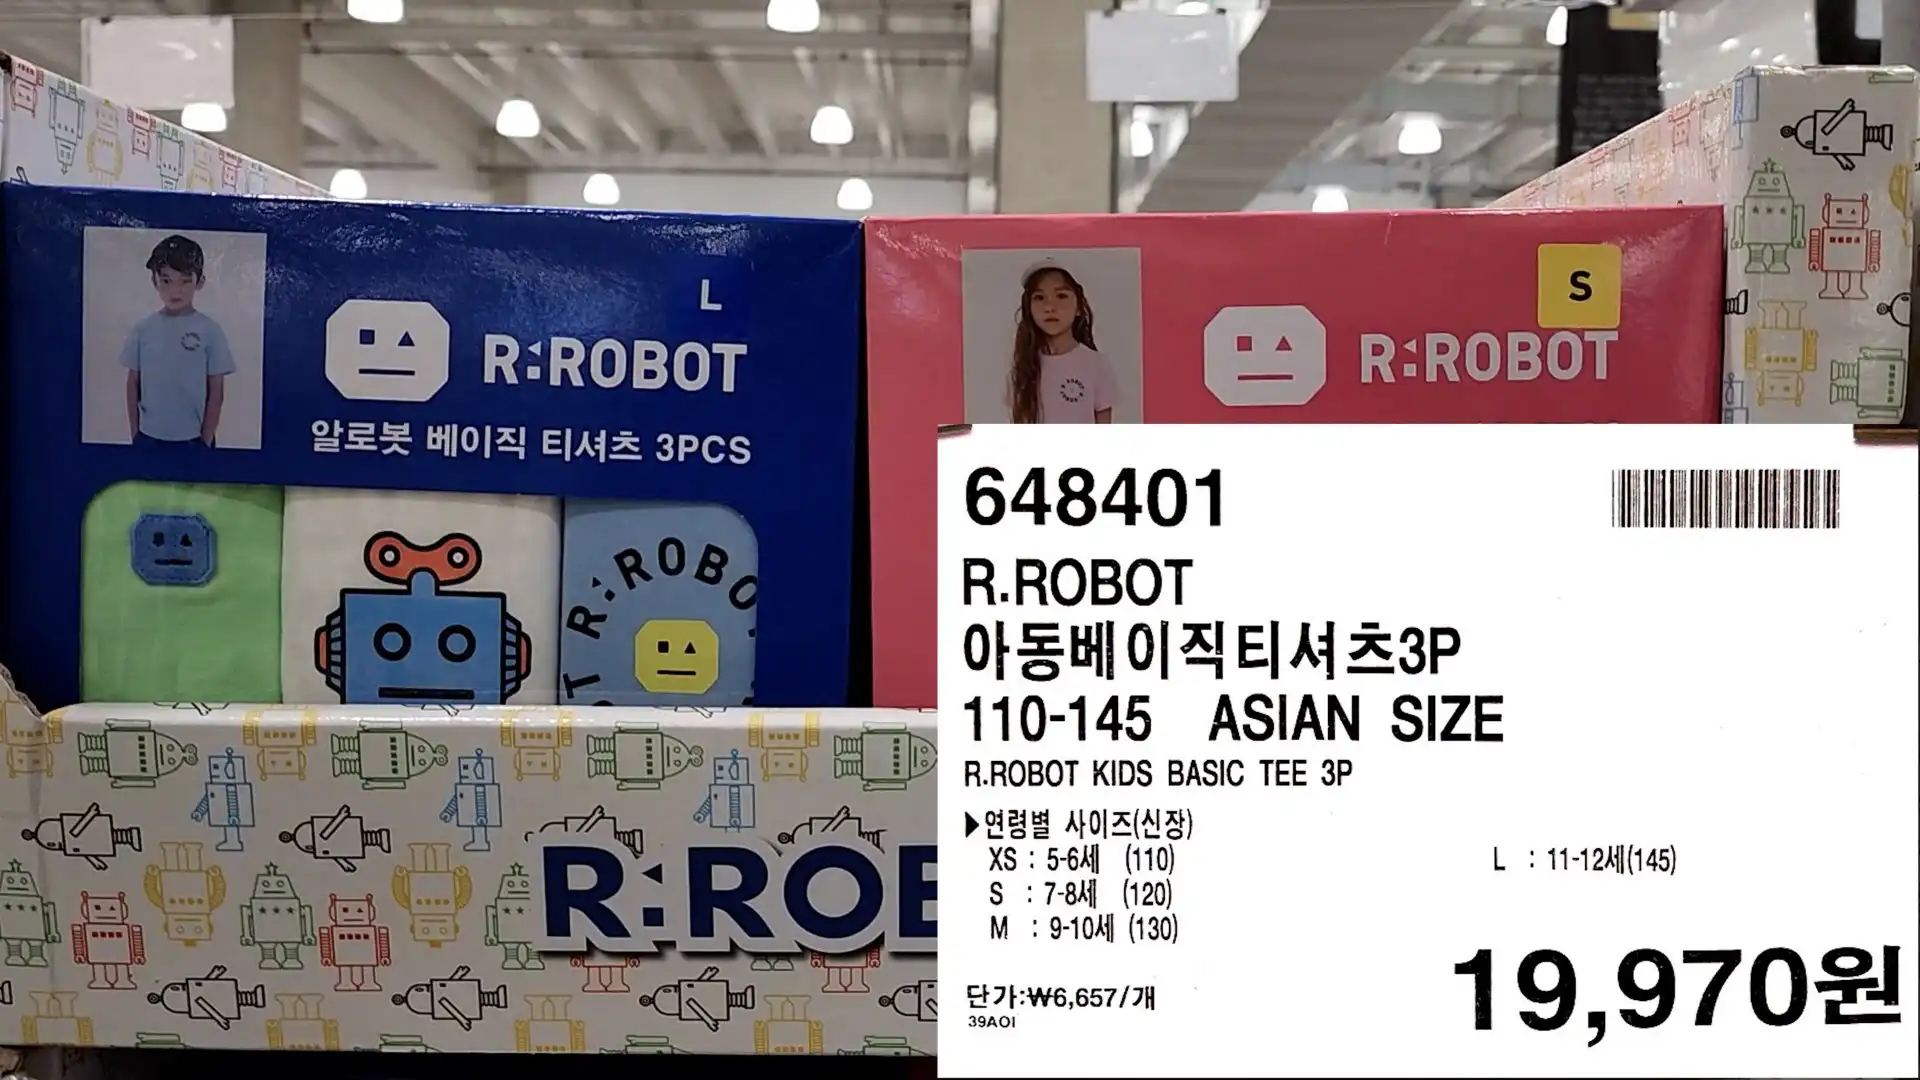 L
R:ROBOT
알로봇 베이직 티셔츠 3PCS
R:ROBO
T R:ROBO
S
R:ROBOT
R:ROB
648401
R.ROBOT
아동베이직티셔츠3P
110-145 ASIAN SIZE
R.ROBOT KIDS BASIC TEE 3P
▶연령별 사이즈(신장)
XS : 5-6세 (110)
S : 7-8세 (120)
M : 9-10세 (130)
L : 11-12세(145)
단가:₩6,657/개
39AOI
19,970원